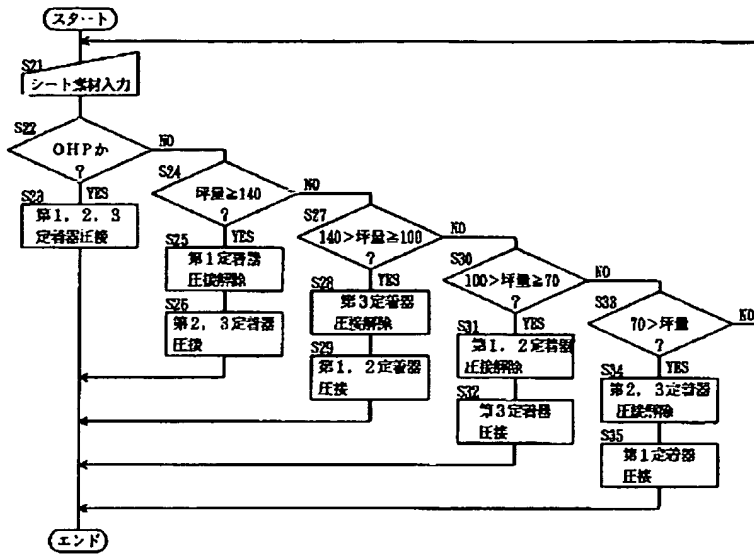 スタート
S21
シート素材入力
S22
OHPか
?
NO
YES
S23
第1,2,3
定着器圧接
S24
坪量≧140
?
NO
YES
S25
第1定着器
圧接解除
S26
第2,3定着器
圧接
S27
140>坪量≧100
?
NO
YES
S28
第3定着器
圧接解除
S29
第1,2定着器
圧接
S30
100>坪量≧70
?
NO
YES
S31
第1,2定着器
圧接解除
S32
第3定着器
圧接
S33
70>坪量
?
NO
YES
S34
第2,3定着器
圧接解除
S35
第1定着器
圧接
エンド